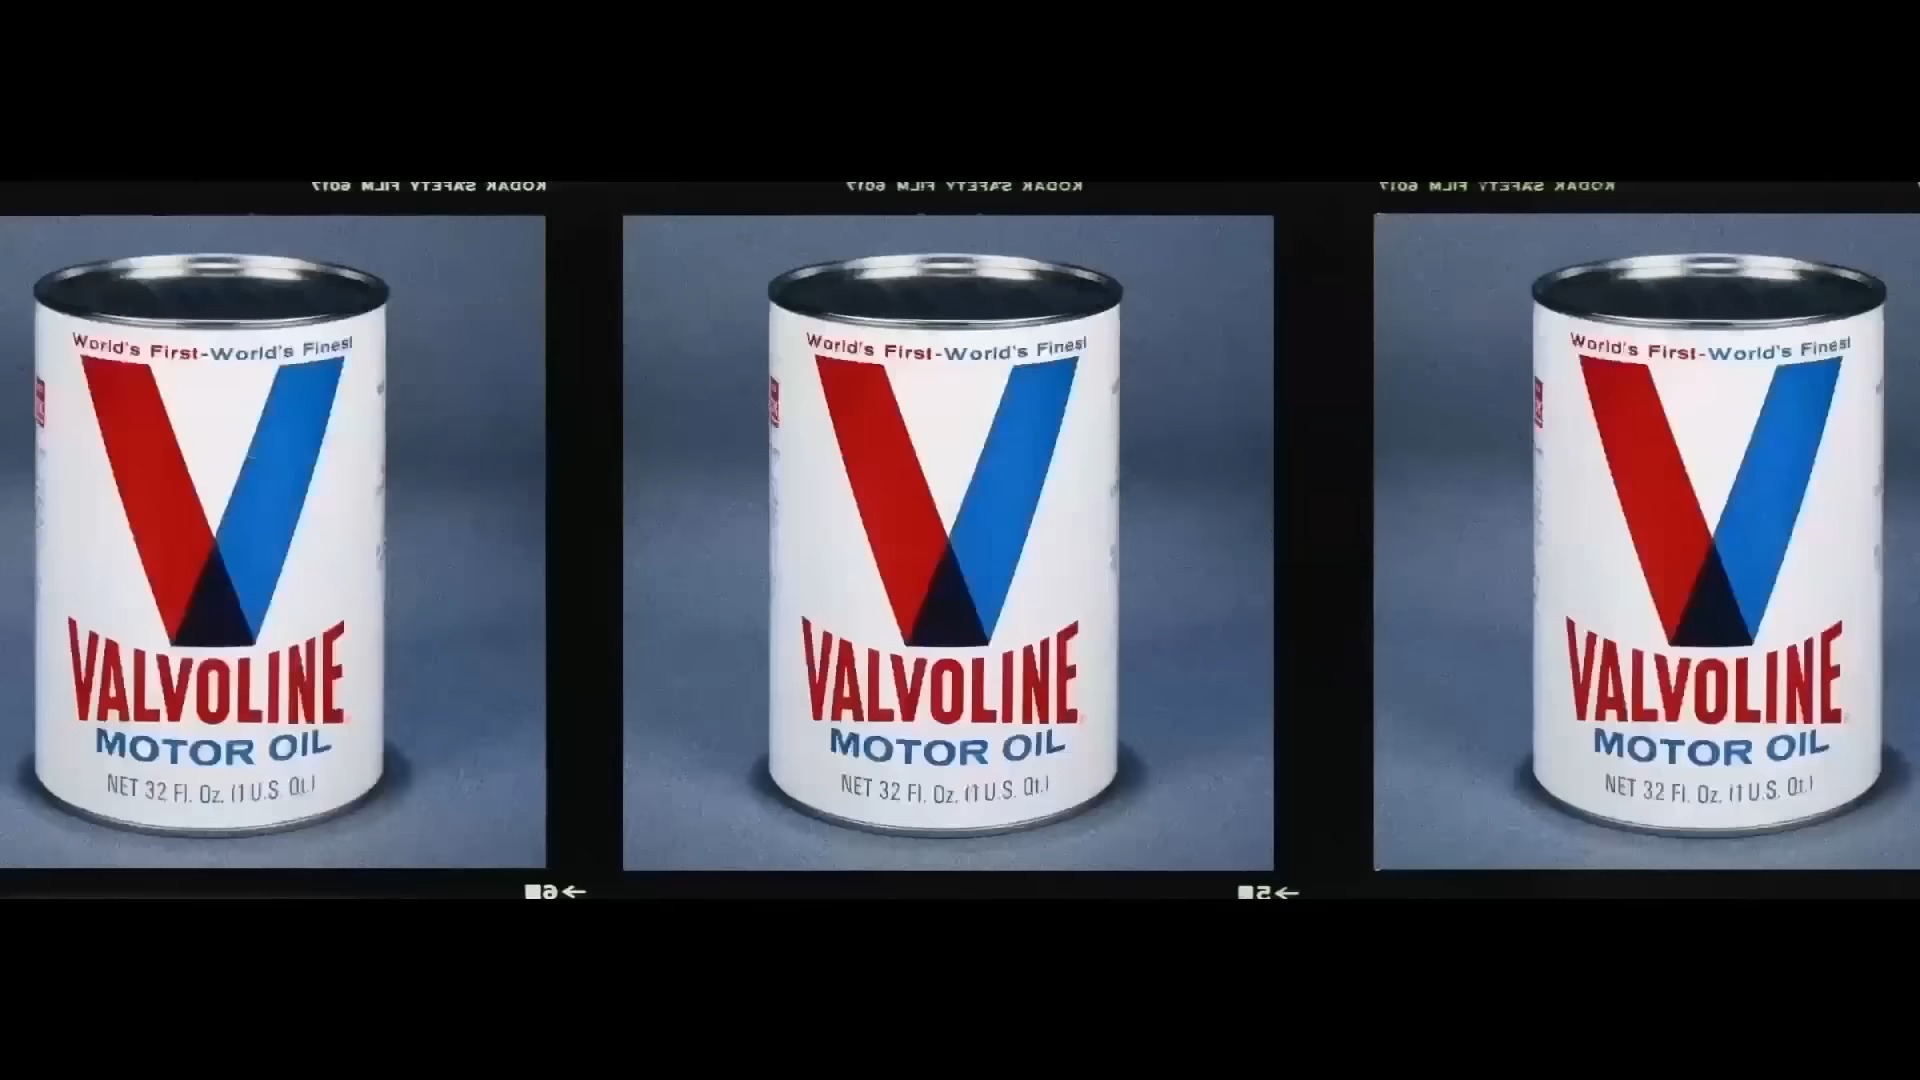 KODAK SAFETY FILM 6017
KODAK SAFETY FILM 6017
KODAK SAFETY FILM 6017
World's First-World's Finest
VALVOLINE
MOTOR OIL
NET 32 Fl. Oz. (1 U.S. Qt.)
World's First-World's Finest
VALVOLINE
MOTOR OIL
NET 32 Fl. Oz. (1 U.S. Qt.)
World's First-World's Finest
VALVOLINE
MOTOR OIL
NET 32 Fl. Oz. (1 U.S. Qt.)
6
5